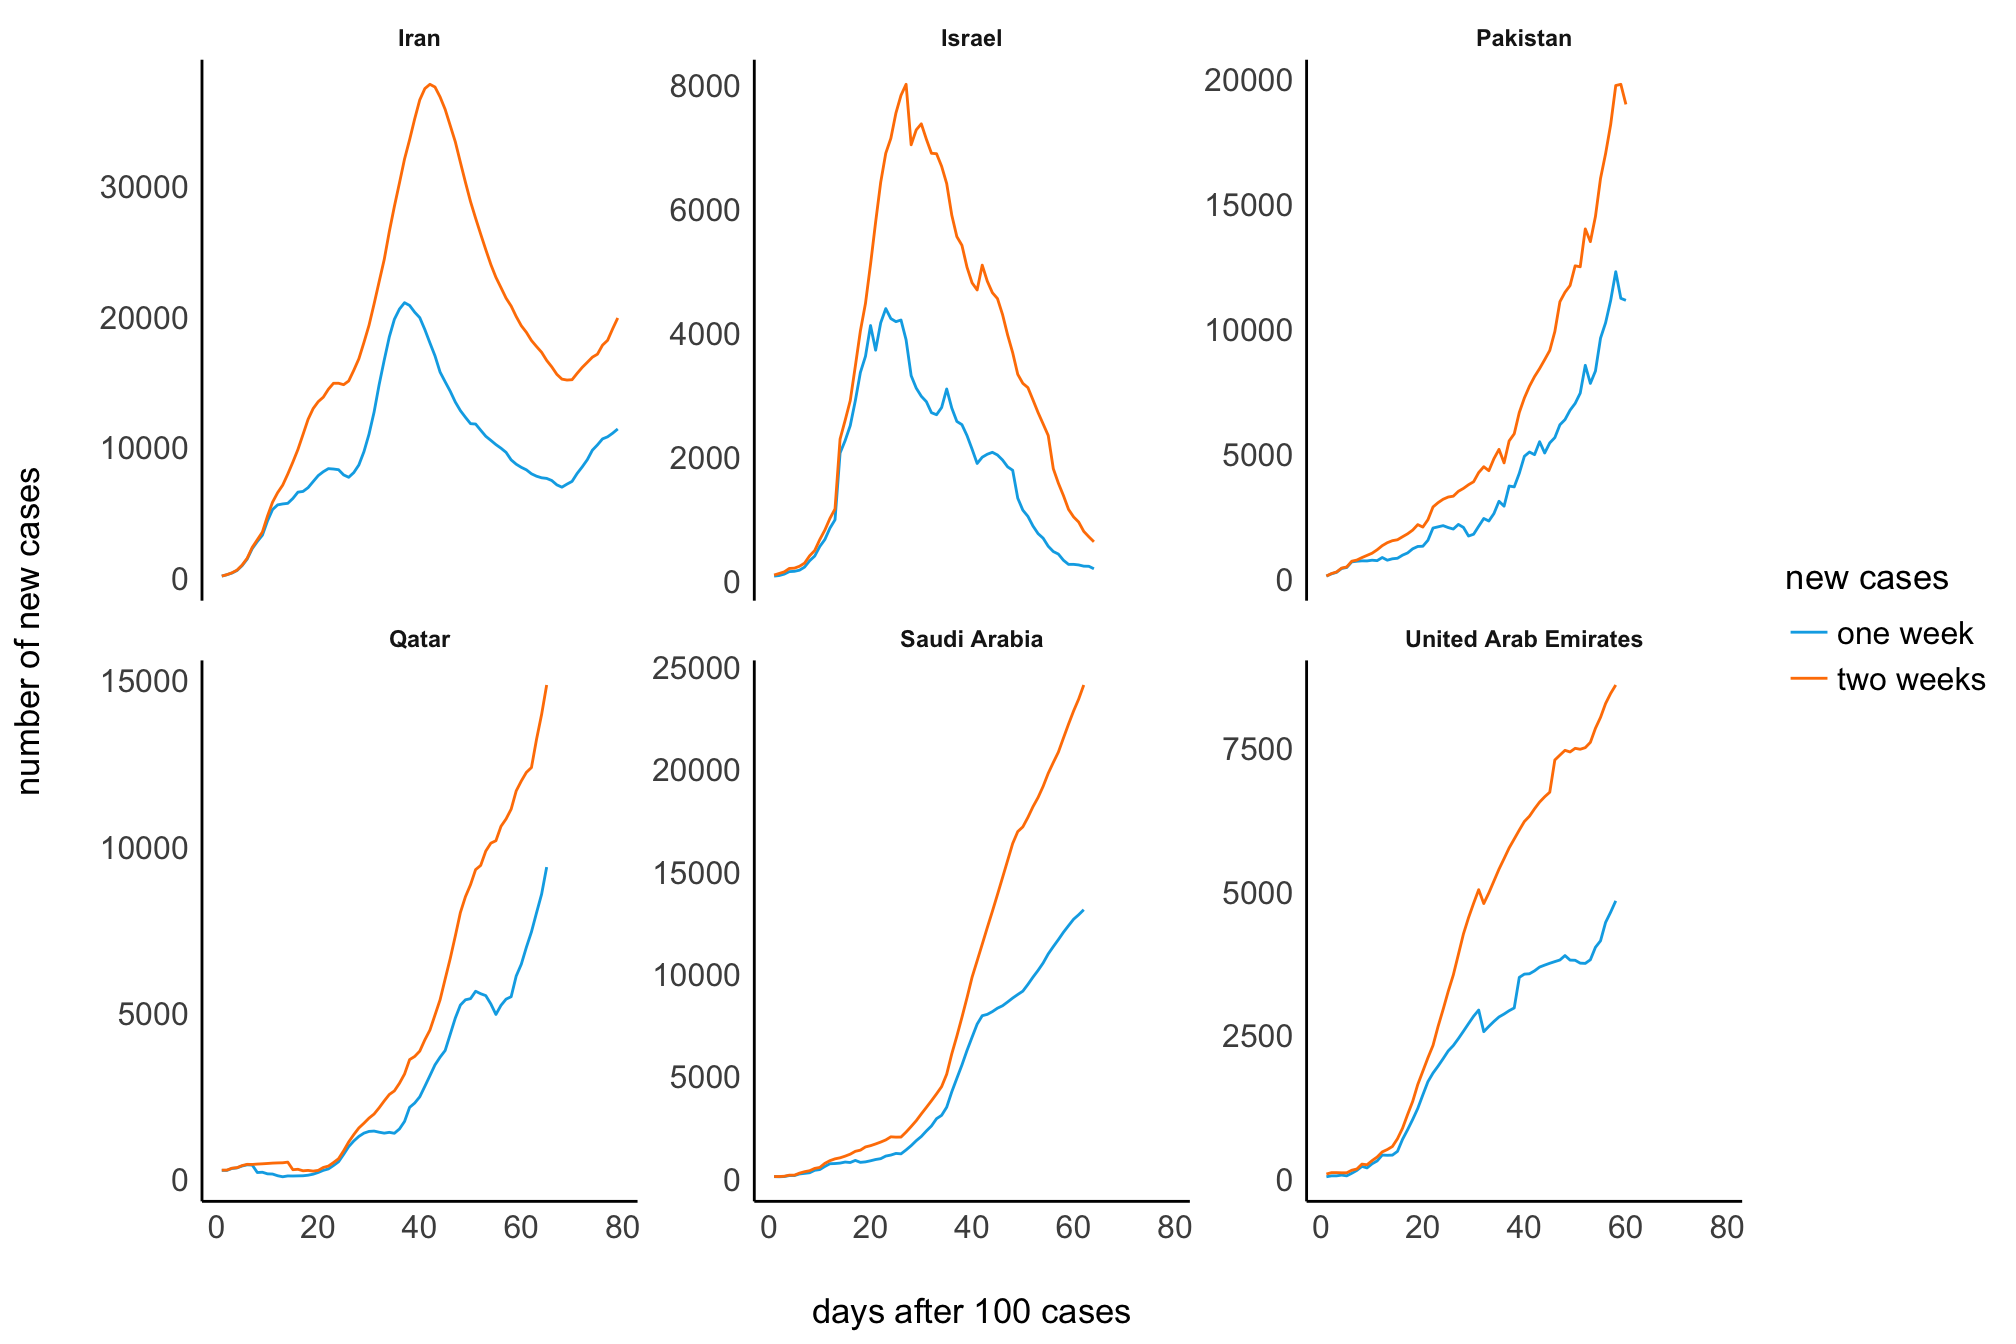 Iran
Israel
Pakistan
30000
20000
10000
0
8000
6000
4000
2000
0
20000
15000
10000
5000
0
Qatar
Saudi Arabia
United Arab Emirates
15000
10000
5000
0
25000
20000
15000
10000
5000
0
7500
5000
2500
0
0 20 40 60 80
0 20 40 60 80
0 20 40 60 80
number of new cases
days after 100 cases
new cases
one week
two weeks